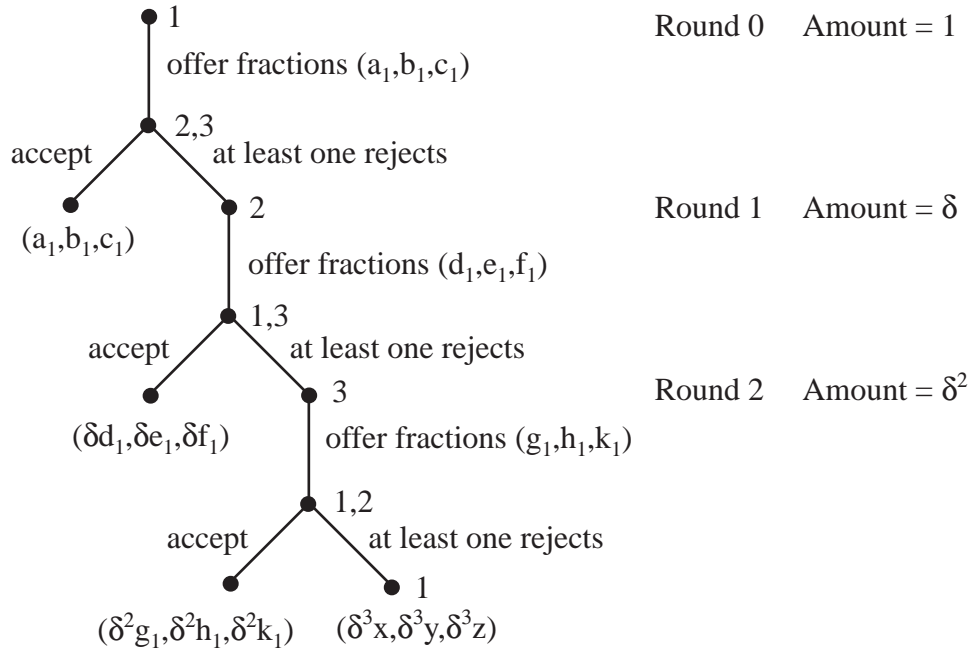 1 Round 0 Amount = 1
offer fractions (a₁,b₁,c₁)
2,3
accept at least one rejects
2 Round 1 Amount = δ
(a₁,b₁,c₁)
offer fractions (d₁,e₁,f₁)
1,3
accept at least one rejects
3 Round 2 Amount = δ²
(δd₁,δe₁,δf₁)
offer fractions (g₁,h₁,k₁)
1,2
accept at least one rejects
1
(δ²g₁,δ²h₁,δ²k₁) (δ³x,δ³y,δ³z)